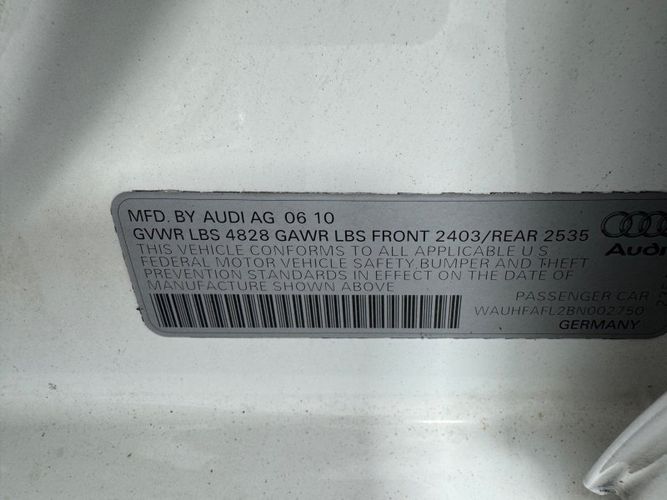 MFD. BY AUDI AG 06 10
GVWR LBS 4828 GAWR LBS FRONT 2403/REAR 2535
THIS VEHICLE CONFORMS TO ALL APPLICABLE U S
FEDERAL MOTOR VEHICLE SAFETY, BUMPER AND THEFT
PREVENTION STANDARDS IN EFFECT ON THE DATE OF
MANUFACTURE SHOWN ABOVE
Audi
PASSENGER CAR
WAUHFAFL2BN002750
GERMANY